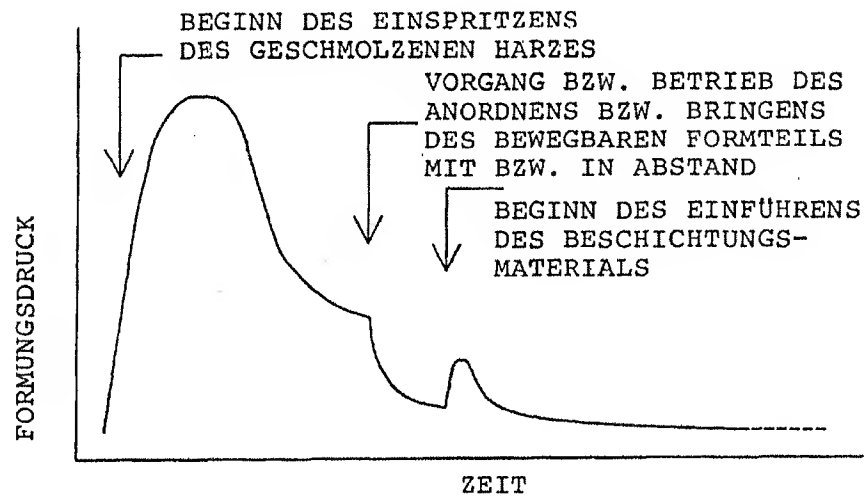 BEGINN DES EINSPRITZENS
DES GESCHMOLZENEN HARZES
VORGANG BZW. BETRIEB DES
ANORDNENS BZW. BRINGENS
DES BEWEGBAREN FORMTEILS
MIT BZW. IN ABSTAND
BEGINN DES EINFÜHRENS
DES BESCHICHTUNGS-
MATERIALS
FORMUNGSDRUCK
ZEIT